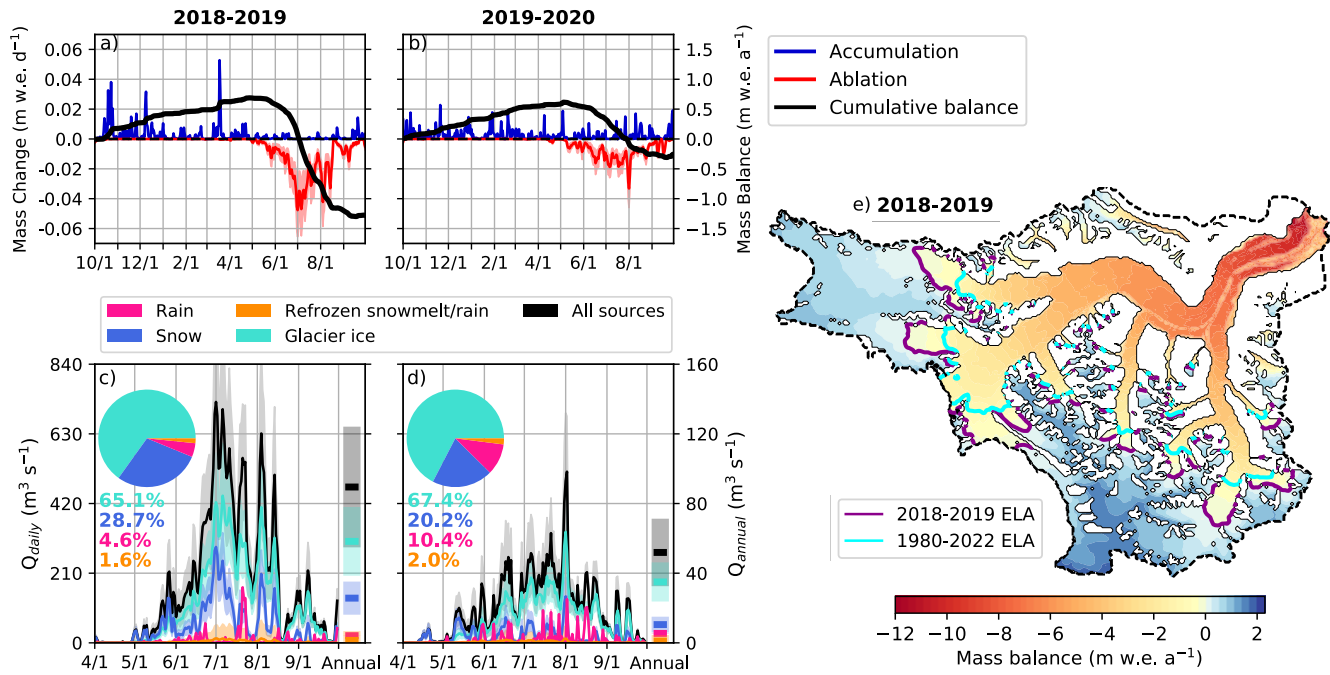 2018-2019
2019-2020
a)
b)
Mass Change (m w.e. d⁻¹)
0.06
0.04
0.02
0.0
-0.02
-0.04
-0.06
1.5
1.0
0.5
0.0
−0.5
−1.0
−1.5
Mass Balance (m w.e. a⁻¹)
10/1 12/1 2/1 4/1 6/1 8/1
10/1 12/1 2/1 4/1 6/1 8/1
Accumulation
Ablation
Cumulative balance
Rain
Snow
Refrozen snowmelt/rain
Glacier ice
All sources
c)
65.1%
28.7%
4.6%
1.6%
d)
67.4%
20.2%
10.4%
2.0%
Q_daily (m³ s⁻¹)
840
630
420
210
0
160
120
80
40
0
Q_annual (m³ s⁻¹)
4/1 5/1 6/1 7/1 8/1 9/1 Annual
4/1 5/1 6/1 7/1 8/1 9/1 Annual
e) 2018-2019
2018-2019 ELA
1980-2022 ELA
−12 −10 −8 −6 −4 −2 0 2
Mass balance (m w.e. a⁻¹)